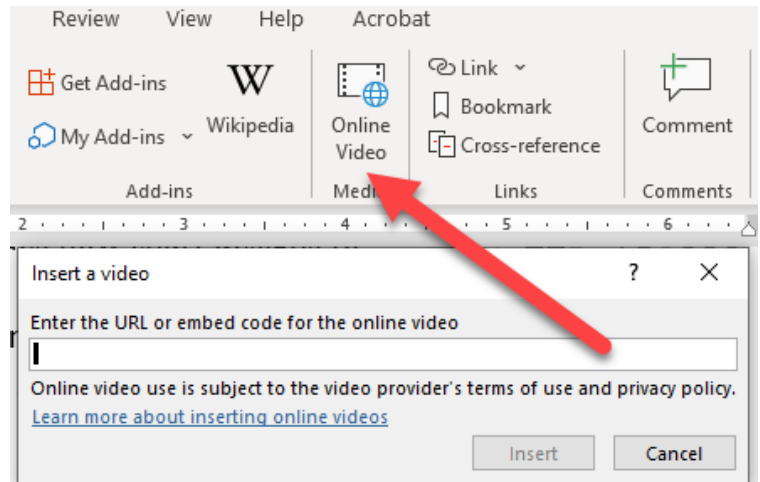 Review View Help Acrobat
Get Add-ins
W
My Add-ins
Wikipedia
Online
Video
Link
Bookmark
Cross-reference
Comment
Add-ins
Links
Comments
2 3 4 5 6
Insert a video ? X
Enter the URL or embed code for the online video
Online video use is subject to the video provider's terms of use and privacy policy.
Learn more about inserting online videos
Insert Cancel